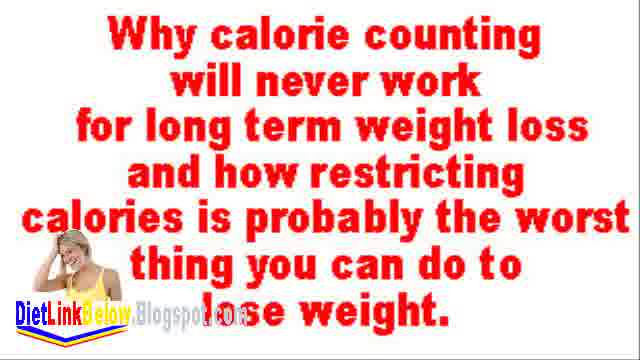 Why calorie counting
will never work
for long term weight loss
and how restricting
calories is probably the worst
thing you can do to
lose weight.
DietLinkBelow.Blogspot.com